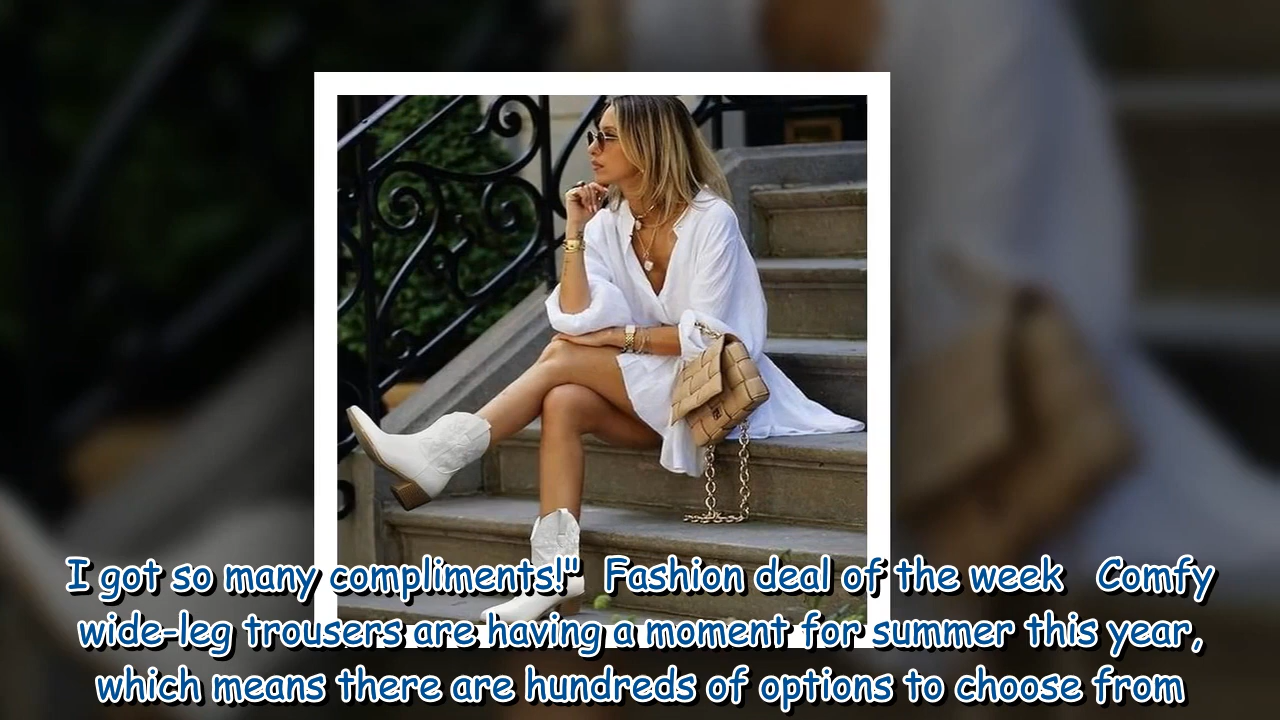 I got so many compliments!" Fashion deal of the week Comfy
wide-leg trousers are having a moment for summer this year,
which means there are hundreds of options to choose from